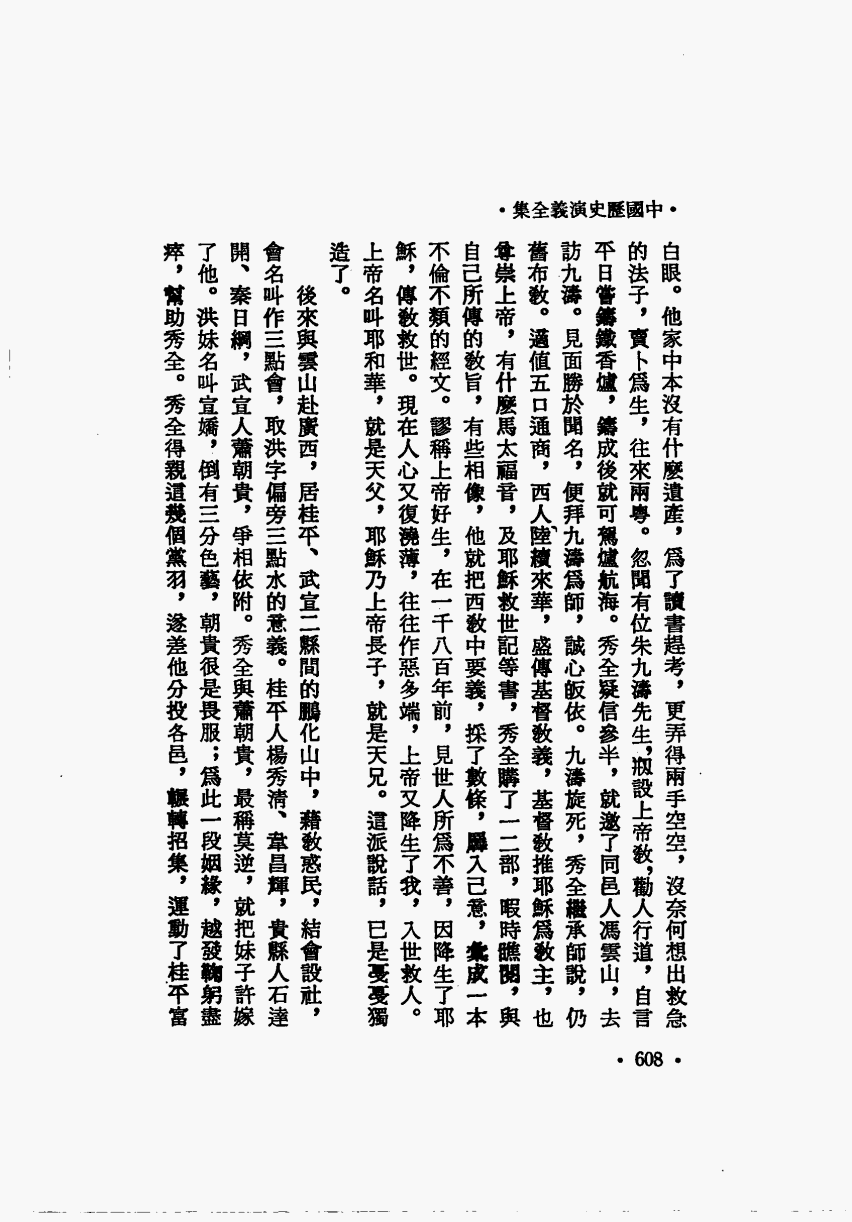 ・中國歷史演義全集・
白眼。他家中本沒有什麼遺產，爲了讀書趕考，更弄得兩手空空，沒奈何想出救急
的法子，賣卜爲生，往來兩粵。忽聞有位朱九濤先生，刱設上帝教，勸人行道，自言
平日嘗鑄鐵香爐，鑄成後就可駕爐航海。秀全疑信參半，就邀了同邑人馮雲山，去
訪九濤。見面勝於聞名，便拜九濤爲師，誠心皈依。九濤旋死，秀全繼承師說，仍
舊布教。適值五口通商，西人陸續來華，盛傳基督教義，基督教推耶穌爲教主，也
尊崇上帝，有什麼馬太福音，及耶穌救世記等書，秀全購了一二部，暇時瞧閱，與
自己所傳的教旨，有些相像，他就把西教中要義，採了數條，羼入己意，彙成一本
不倫不類的經文。謬稱上帝好生，在一千八百年前，見世人所爲不善，因降生了耶
穌，傳教救世。現在人心又復澆薄，往往作惡多端，上帝又降生了我，入世救人。
上帝名叫耶和華，就是天父，耶穌乃上帝長子，就是天兄。這派說話，已是戞戞獨
造了。
後來與雲山赴廣西，居桂平、武宣二縣間的鵬化山中，藉教惑民，結會設社，
會名叫作三點會，取洪字偏旁三點水的意義。桂平人楊秀清、韋昌輝，貴縣人石達
開、秦日綱，武宣人蕭朝貴，爭相依附。秀全與蕭朝貴，最稱莫逆，就把妹子許嫁
了他。洪妹名叫宣嬌，倒有三分色藝，朝貴很是畏服；爲此一段姻緣，越發鞠躬盡
瘁，幫助秀全。秀全得親這幾個黨羽，遂差他分投各邑，輾轉招集，運動了桂平富
・608・